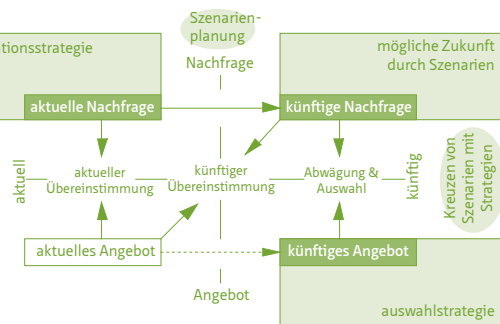 Szenarien-
planung
tionsstrategie
mögliche Zukunft
durch Szenarien
Nachfrage
aktuelle Nachfrage
künftige Nachfrage
aktuell
aktueller
Übereinstimmung
künftiger
Übereinstimmung
Abwägung &
Auswahl
künftig
Kreuzen von
Szenarien mit
Strategien
aktuelles Angebot
künftiges Angebot
Angebot
auswahlstrategie